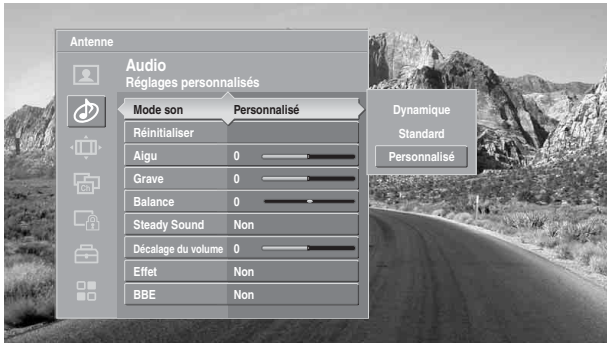 Antenne
Audio
Réglages personnalisés
Mode son Personnalisé
Réinitialiser
Aigu 0
Grave 0
Balance 0
Steady Sound Non
Décalage du volume 0
Effet Non
BBE Non
Dynamique
Standard
Personnalisé
Ch